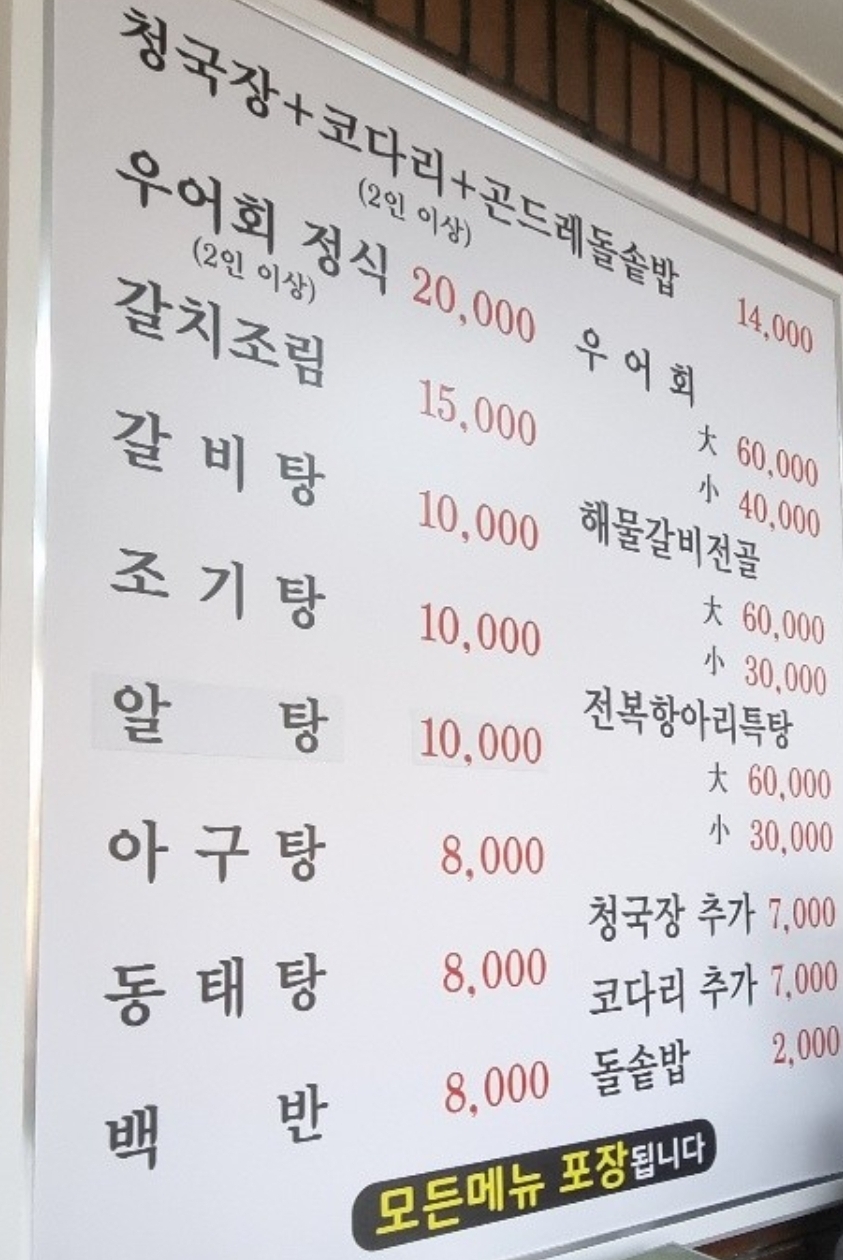 청국장+코다리+곤드레돌솥밥 14,000
(2인 이상)
우어회 정식 20,000
(2인 이상)
갈치조림 15,000
갈비탕 10,000
조기탕 10,000
알탕 10,000
아구탕 8,000
동태탕 8,000
백반 8,000
우어회
大 60,000
小 40,000
해물갈비전골
大 60,000
小 30,000
전복항아리특탕
大 60,000
小 30,000
청국장 추가 7,000
코다리 추가 7,000
돌솥밥 2,000
모든메뉴 포장됩니다